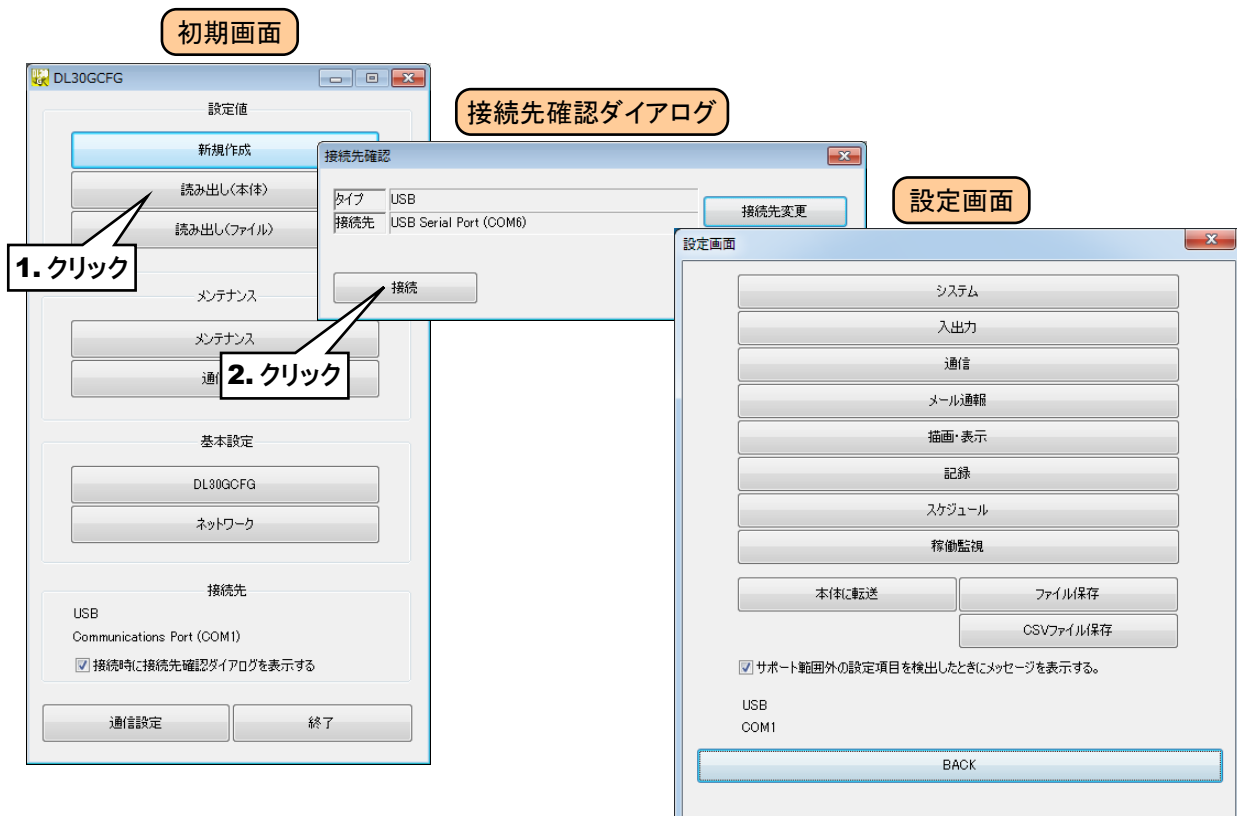 初期画面
DL30GCFG
設定値
新規作成
読み出し(本体)
読み出し(ファイル)
1. クリック
メンテナンス
メンテナンス
2. クリック
基本設定
DL30GCFG
ネットワーク
接続先
USB
Communications Port (COM1)
接続時に接続先確認ダイアログを表示する
通信設定
終了
接続先確認ダイアログ
接続先確認
タイプ USB
接続先 USB Serial Port (COM6)
接続先変更
接続
設定画面
設定画面
システム
入出力
通信
メール通報
描画・表示
記録
スケジュール
稼働監視
本体に転送
ファイル保存
CSVファイル保存
サポート範囲外の設定項目を検出したときにメッセージを表示する。
USB
COM1
BACK